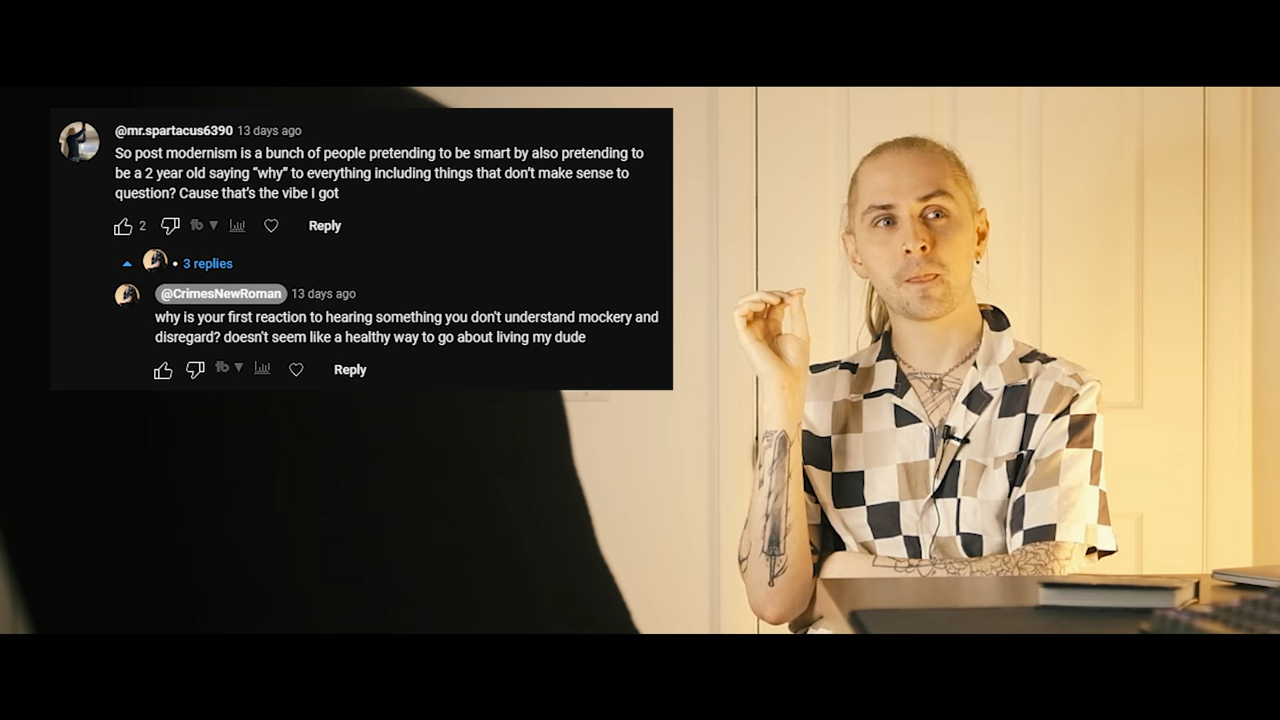 @mr.spartacus6390 13 days ago
So post modernism is a bunch of people pretending to be smart by also pretending to
be a 2 year old saying “why” to everything including things that don’t make sense to
question? Cause that’s the vibe I got
2 Reply
• 3 replies
@CrimesNewRoman 13 days ago
why is your first reaction to hearing something you don't understand mockery and
disregard? doesn't seem like a healthy way to go about living my dude
Reply